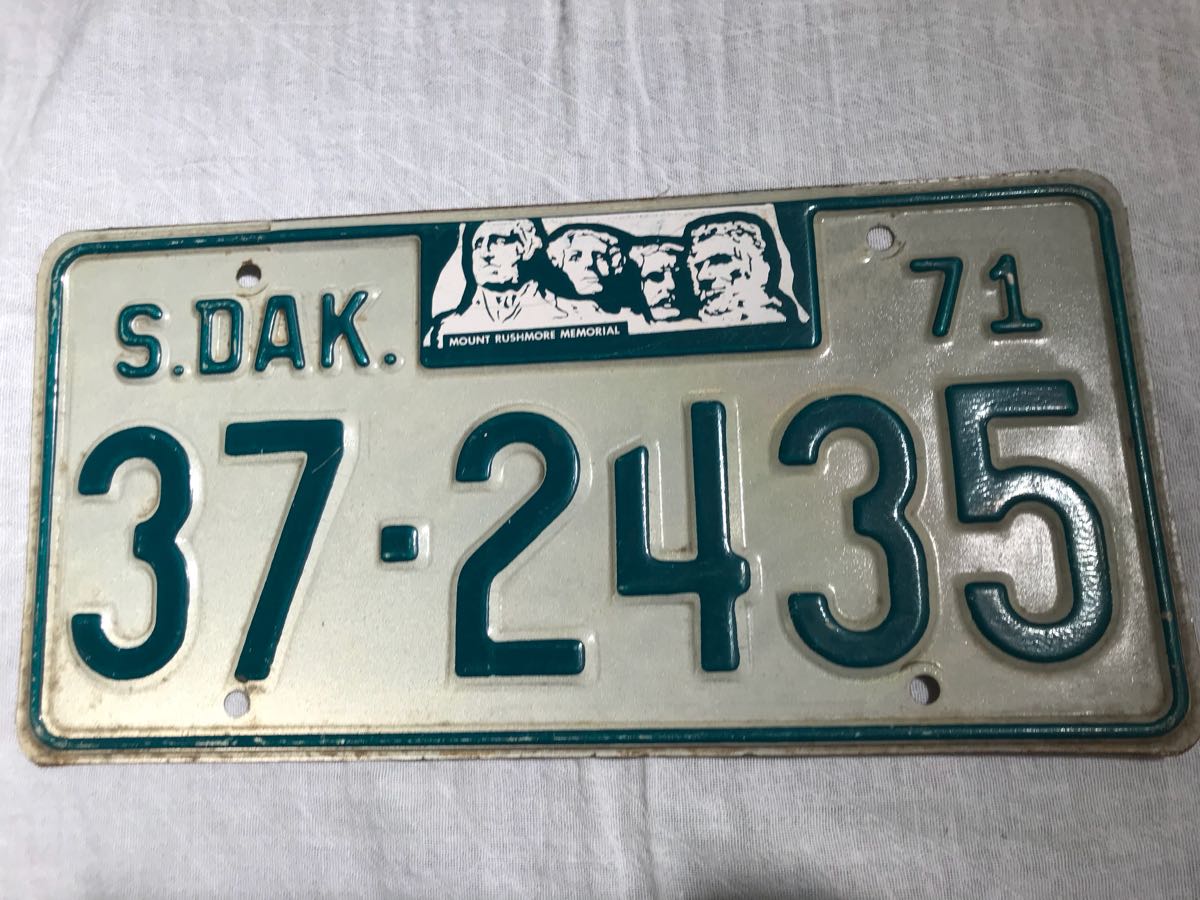 S.DAK. 71
MOUNT RUSHMORE MEMORIAL
37-2435